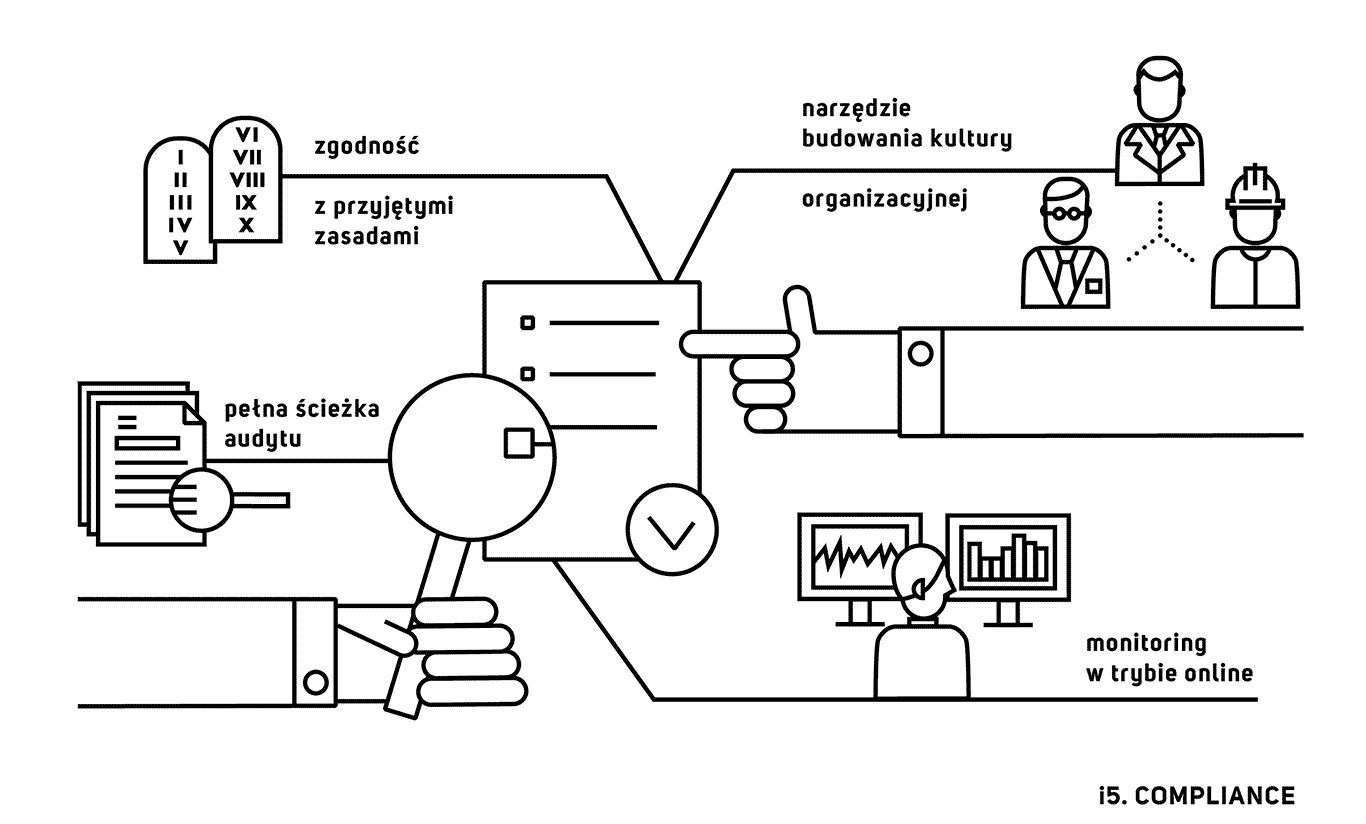 I
II
III
IV
V
VI
VII
VIII
IX
X
zgodność
z przyjętymi
zasadami
narzędzie
budowania kultury
organizacyjnej
pełna ścieżka
audytu
monitoring
w trybie online
i5. COMPLIANCE